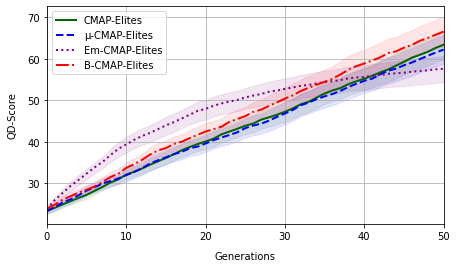 CMAP-Elites
μ-CMAP-Elites
Em-CMAP-Elites
B-CMAP-Elites
QD-Score
70
60
50
40
30
0 10 20 30 40 50
Generations